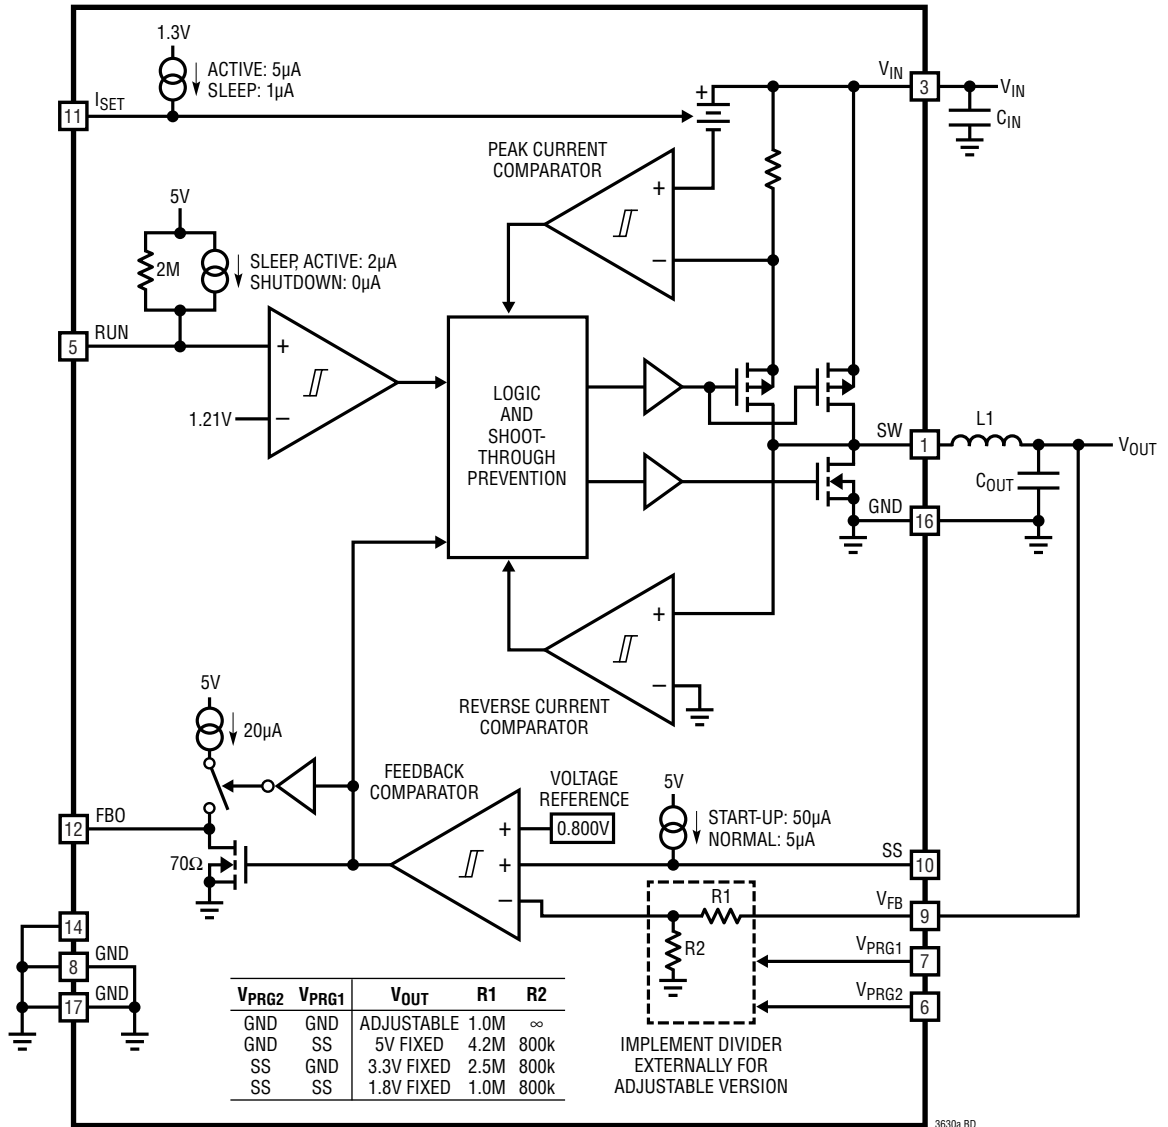 1.3V
ACTIVE: 5µA
SLEEP: 1µA
11
ISET
+
VIN
3
VIN
CIN
PEAK CURRENT
COMPARATOR
+
–
5V
2M
SLEEP, ACTIVE: 2µA
SHUTDOWN: 0µA
5
RUN
+
1.21V
–
LOGIC
AND
SHOOT-
THROUGH
PREVENTION
SW
1
L1
VOUT
COUT
GND
16
+
–
REVERSE CURRENT
COMPARATOR
5V
20µA
FEEDBACK
COMPARATOR
VOLTAGE
REFERENCE
0.800V
5V
START-UP: 50µA
NORMAL: 5µA
12
FBO
70Ω
+
+
–
SS
10
R1
VFB
9
R2
VPRG1
7
VPRG2
6
14
8
GND
17
GND
VPRG2 VPRG1 VOUT R1 R2
GND GND ADJUSTABLE 1.0M ∞
GND SS 5V FIXED 4.2M 800k
SS GND 3.3V FIXED 2.5M 800k
SS SS 1.8V FIXED 1.0M 800k
IMPLEMENT DIVIDER
EXTERNALLY FOR
ADJUSTABLE VERSION
3630a BD